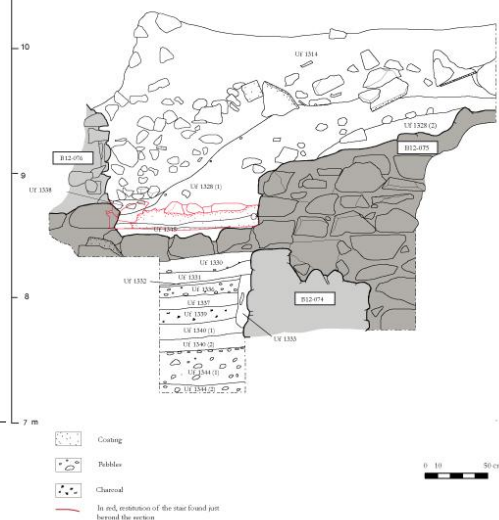 10
Uf 1314
Uf 1328 (2)
B12-075
B12-076
9
Uf 1338
Uf 1328 (1)
Uf 1330
Uf 1332
Uf 1331
Uf 1336
8
Uf 1337
B12-074
Uf 1339
Uf 1340 (1)
Uf 1333
Uf 1340 (2)
Uf 1344 (1)
Uf 1344 (2)
7 m
Coating
Pebbles
0 10 50 cm
Charcoal
In red, restitution of the stair found just
beyond the section